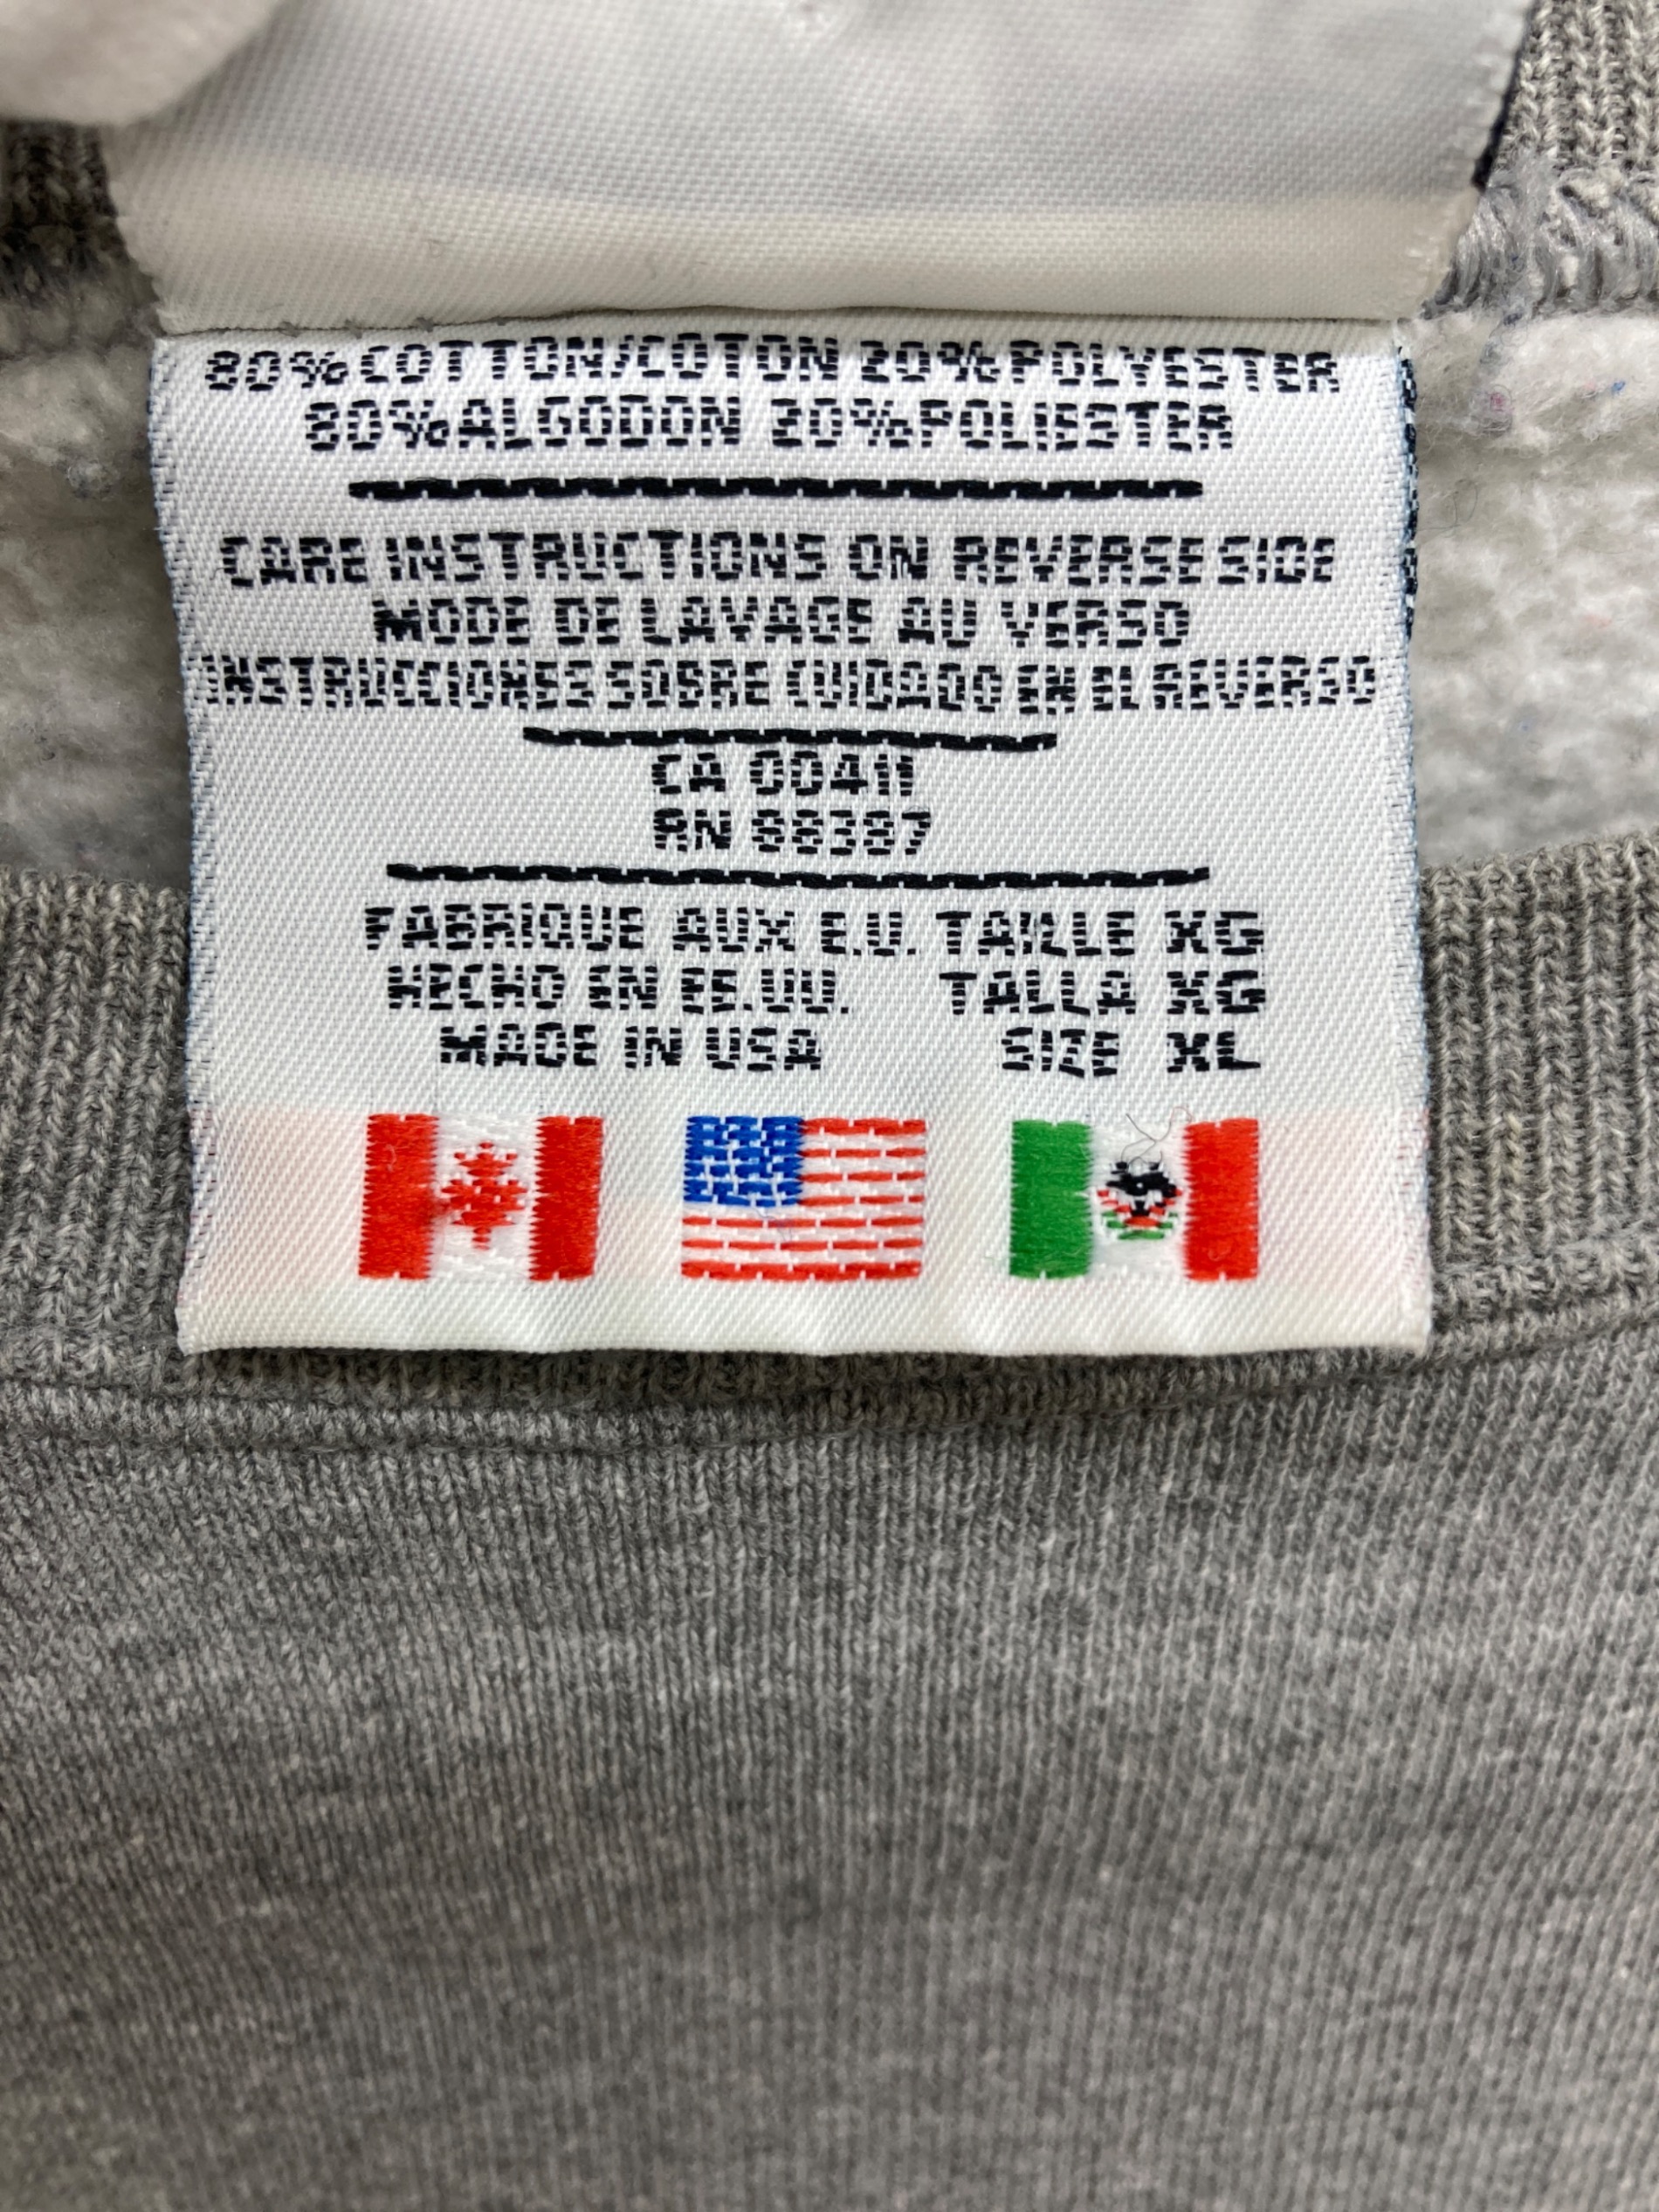 80% COTTON/COTON 20% POLYESTER
80% ALGODON 20% POLIESTER
CARE INSTRUCTIONS ON REVERSE SIDE
MODE DE LAVAGE AU VERSO
INSTRUCCIONES SOBRE CUIDADO EN EL REVERSO
CA 00411
RN 88387
FABRIQUE AUX E.U. TAILLE XG
HECHO EN EE.UU. TALLA XG
MADE IN USA SIZE XL